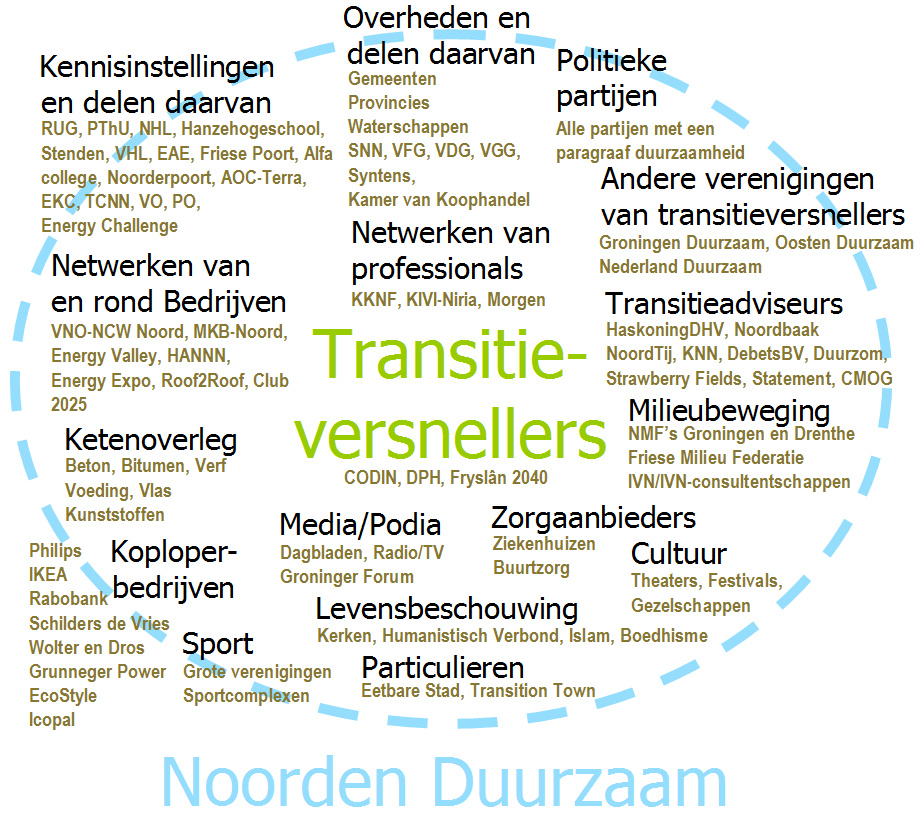 Overheden en
delen daarvan
Gemeenten
Provincies
Waterschappen
SNN, VFG, VDG, VGG,
Syntens,
Kamer van Koophandel
Kennisinstellingen
en delen daarvan
RUG, PThU, NHL, Hanzehogeschool,
Stenden, VHL, EAE, Friese Poort, Alfa
college, Noorderpoort, AOC-Terra,
EKC, TCNN, VO, PO,
Energy Challenge
Politieke
partijen
Alle partijen met een
paragraaf duurzaamheid
Andere verenigingen
van transitieversnellers
Groningen Duurzaam, Oosten Duurzaam
Nederland Duurzaam
Netwerken van
professionals
KKNF, KIVI-Niria, Morgen
Netwerken van
en rond Bedrijven
VNO-NCW Noord, MKB-Noord,
Energy Valley, HANNN,
Energy Expo, Roof2Roof, Club
2025
Transitieadviseurs
HaskoningDHV, Noordbaak
NoordTij, KNN, DebetsBV, Duurzom,
Strawberry Fields, Statement, CMOG
Transitie-
versnellers
CODIN, DPH, Fryslân 2040
Milieubeweging
NMF's Groningen en Drenthe
Friese Milieu Federatie
IVN/IVN-consultentschappen
Ketenoverleg
Beton, Bitumen, Verf
Voeding, Vlas
Kunststoffen
Media/Podia
Dagbladen, Radio/TV
Groninger Forum
Zorgaanbieders
Ziekenhuizen
Buurtzorg
Cultuur
Theaters, Festivals,
Gezelschappen
Koploper-
bedrijven
Philips
IKEA
Rabobank
Schilders de Vries
Wolter en Dros
Grunneger Power
EcoStyle
Icopal
Levensbeschouwing
Kerken, Humanistisch Verbond, Islam, Boedhisme
Sport
Grote verenigingen
Sportcomplexen
Particulieren
Eetbare Stad, Transition Town
Noorden Duurzaam